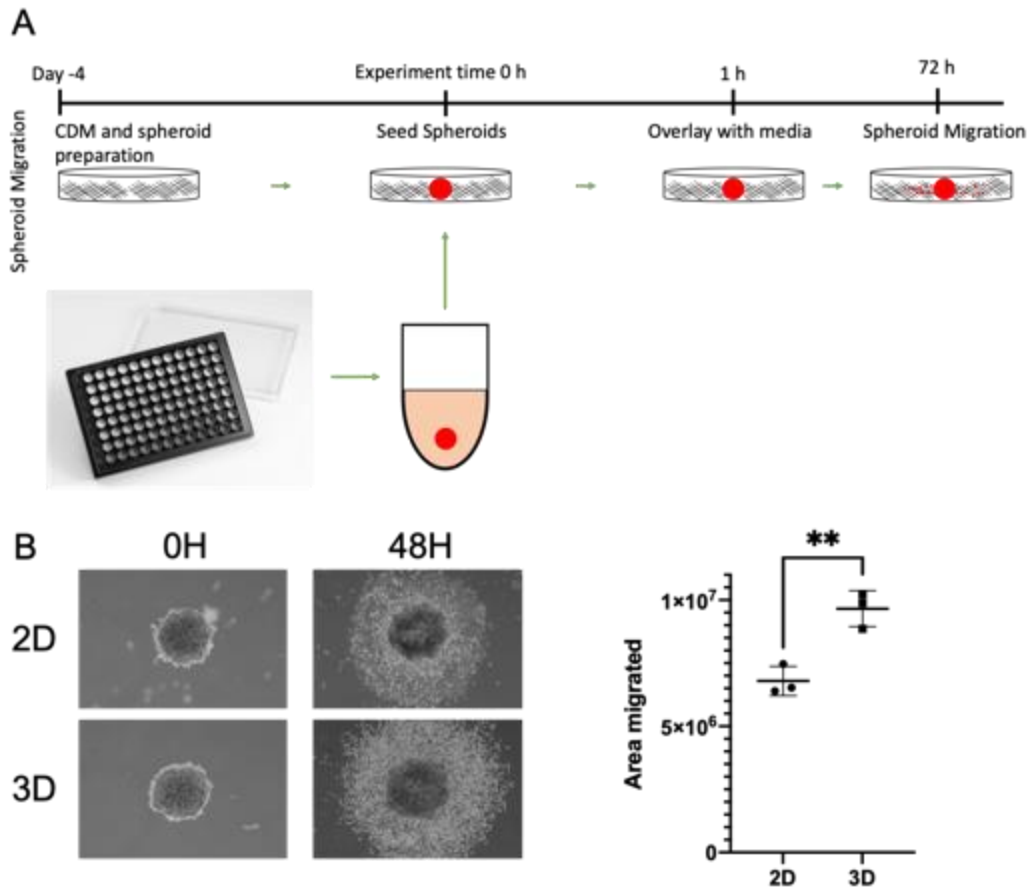 A
Day -4
Experiment time 0 h
1 h
72 h
Spheroid Migration
CDM and spheroid
preparation
Seed Spheroids
Overlay with media
Spheroid Migration
B
0H
48H
2D
3D
**
Area migrated
1×10⁷
5×10⁶
0
2D
3D